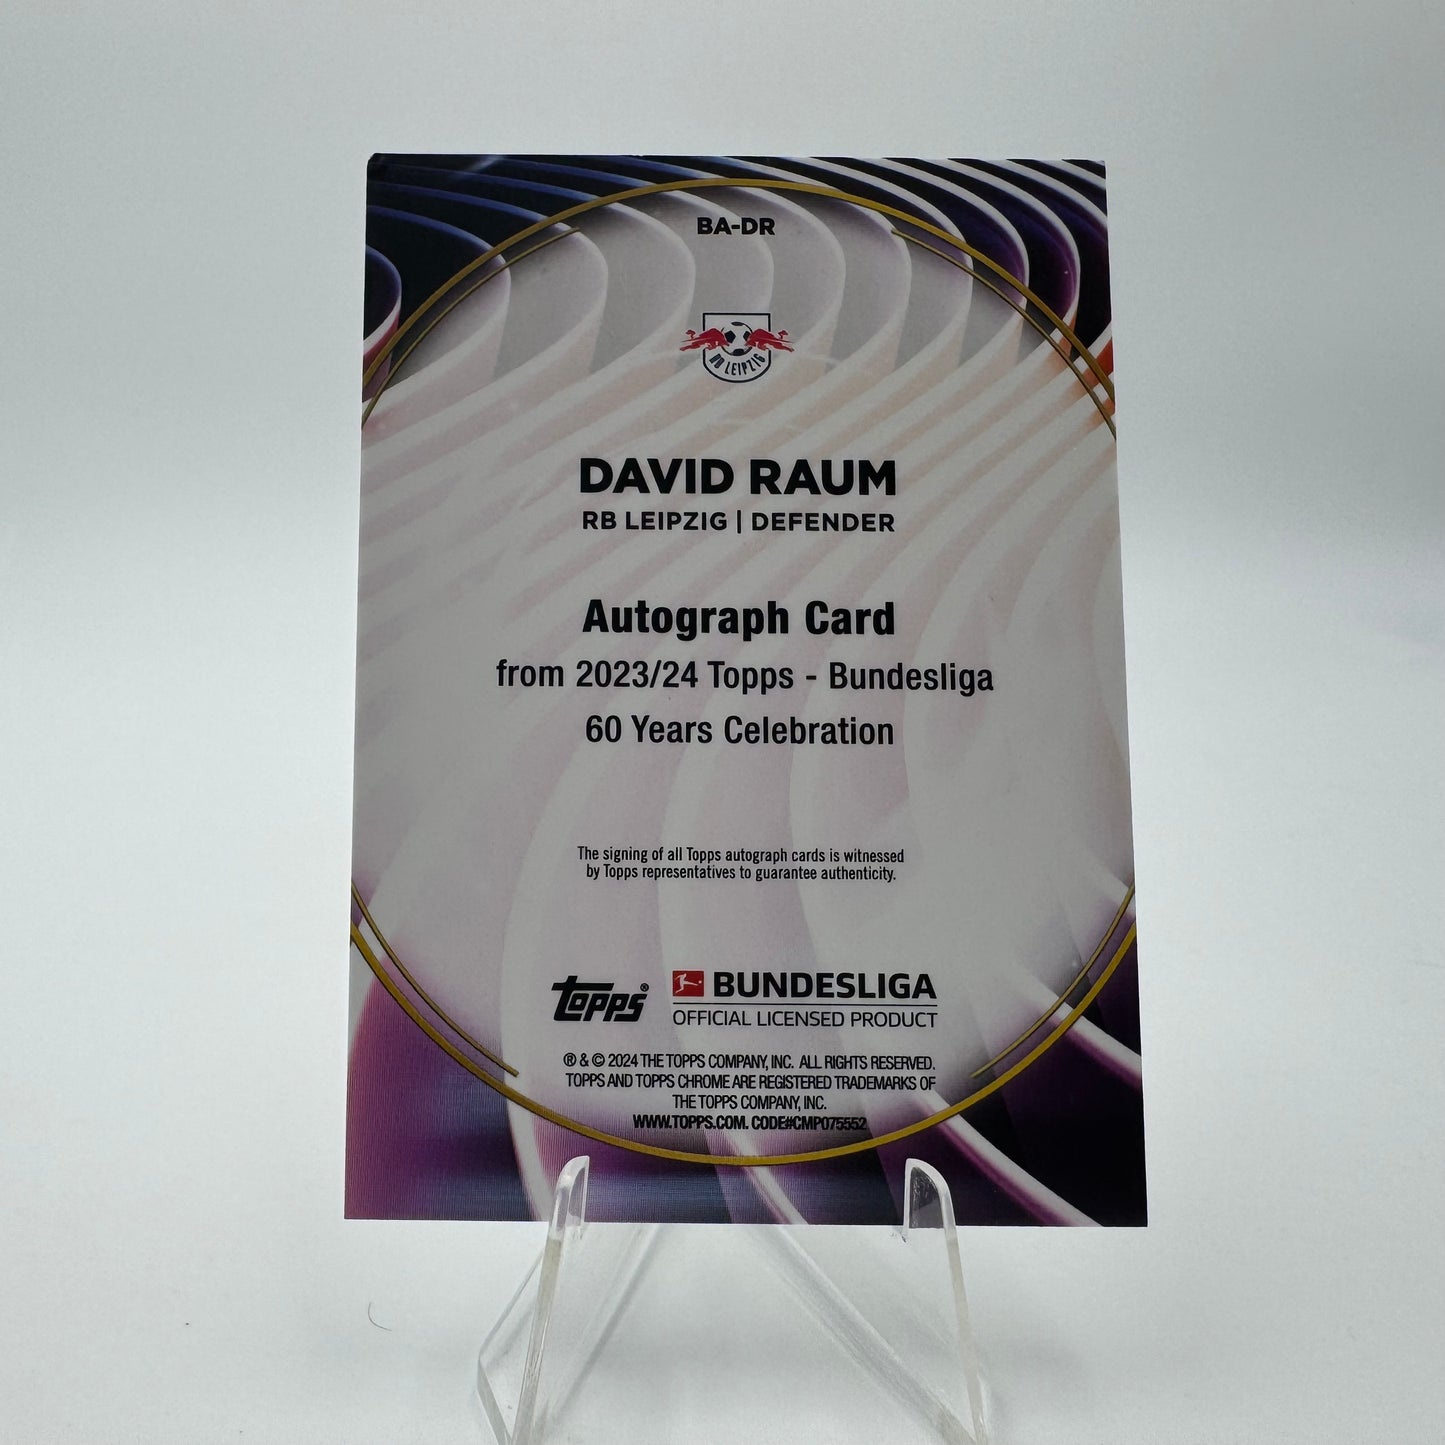 BA-DR
RB LEIPZIG
DAVID RAUM
RB LEIPZIG | DEFENDER
Autograph Card
from 2023/24 Topps - Bundesliga
60 Years Celebration
The signing of all Topps autograph cards is witnessed
by Topps representatives to guarantee authenticity.
topps®
BUNDESLIGA
OFFICIAL LICENSED PRODUCT
® & © 2024 THE TOPPS COMPANY, INC. ALL RIGHTS RESERVED.
TOPPS AND TOPPS CHROME ARE REGISTERED TRADEMARKS OF
THE TOPPS COMPANY, INC.
WWW.TOPPS.COM. CODE#CMP075552